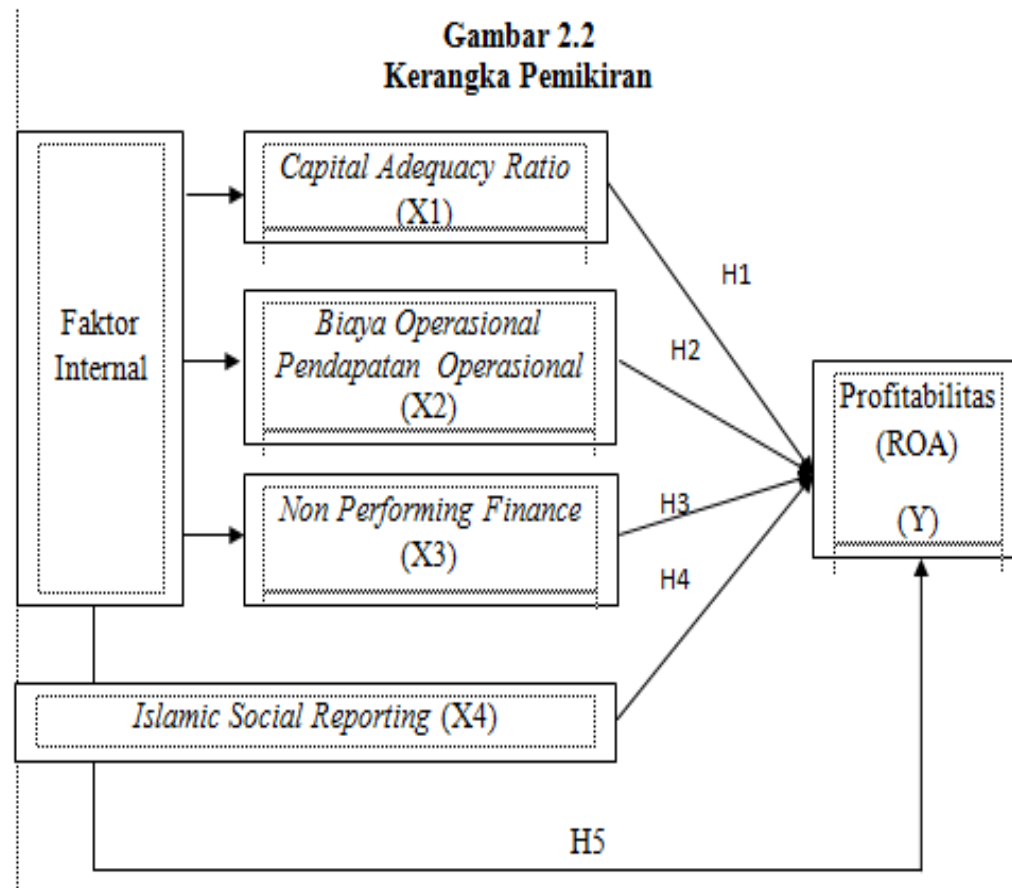 Gambar 2.2
Kerangka Pemikiran
Faktor
Internal
Capital Adequacy Ratio
(X1)
Biaya Operasional
Pendapatan Operasional
(X2)
Non Performing Finance
(X3)
Islamic Social Reporting (X4)
H1
H2
H3
H4
H5
Profitabilitas
(ROA)
(Y)